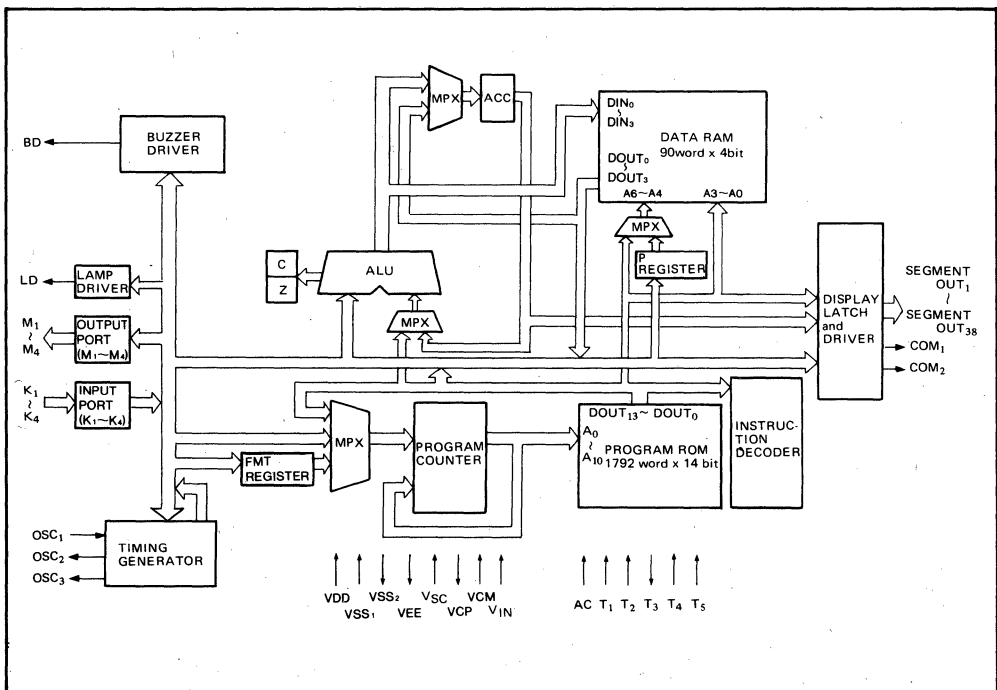 BD
BUZZER
DRIVER
LD
LAMP
DRIVER
M₁
~
M₄
OUTPUT
PORT
(M₁~M₄)
K₁
~
K₄
INPUT
PORT
(K₁~K₄)
OSC₁
OSC₂
OSC₃
TIMING
GENERATOR
FMT
REGISTER
MPX
PROGRAM
COUNTER
C
Z
ALU
MPX
MPX
ACC
DIN₀
~
DIN₃
DATA RAM
90word x 4bit
DOUT₀
~
DOUT₃
A6~A4
A3~A0
MPX
P
REGISTER
DISPLAY
LATCH
and
DRIVER
SEGMENT
OUT₁
~
SEGMENT
OUT₃₈
COM₁
COM₂
DOUT₁₃~ DOUT₀
A₀
~
A₁₀
PROGRAM ROM
1792 word x 14 bit
INSTRUC-
TION
DECODER
VDD
VSS₁
VSS₂
VEE
VSC
VCP
VCM
VIN
AC
T₁
T₂
T₃
T₄
T₅